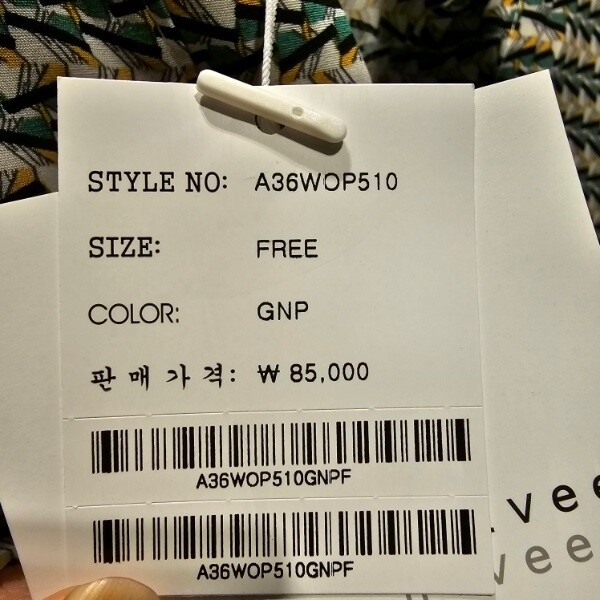 STYLE NO: A36WOP510
SIZE: FREE
COLOR: GNP
판매가격: ₩ 85,000
A36WOP510GNPF
A36WOP510GNPF